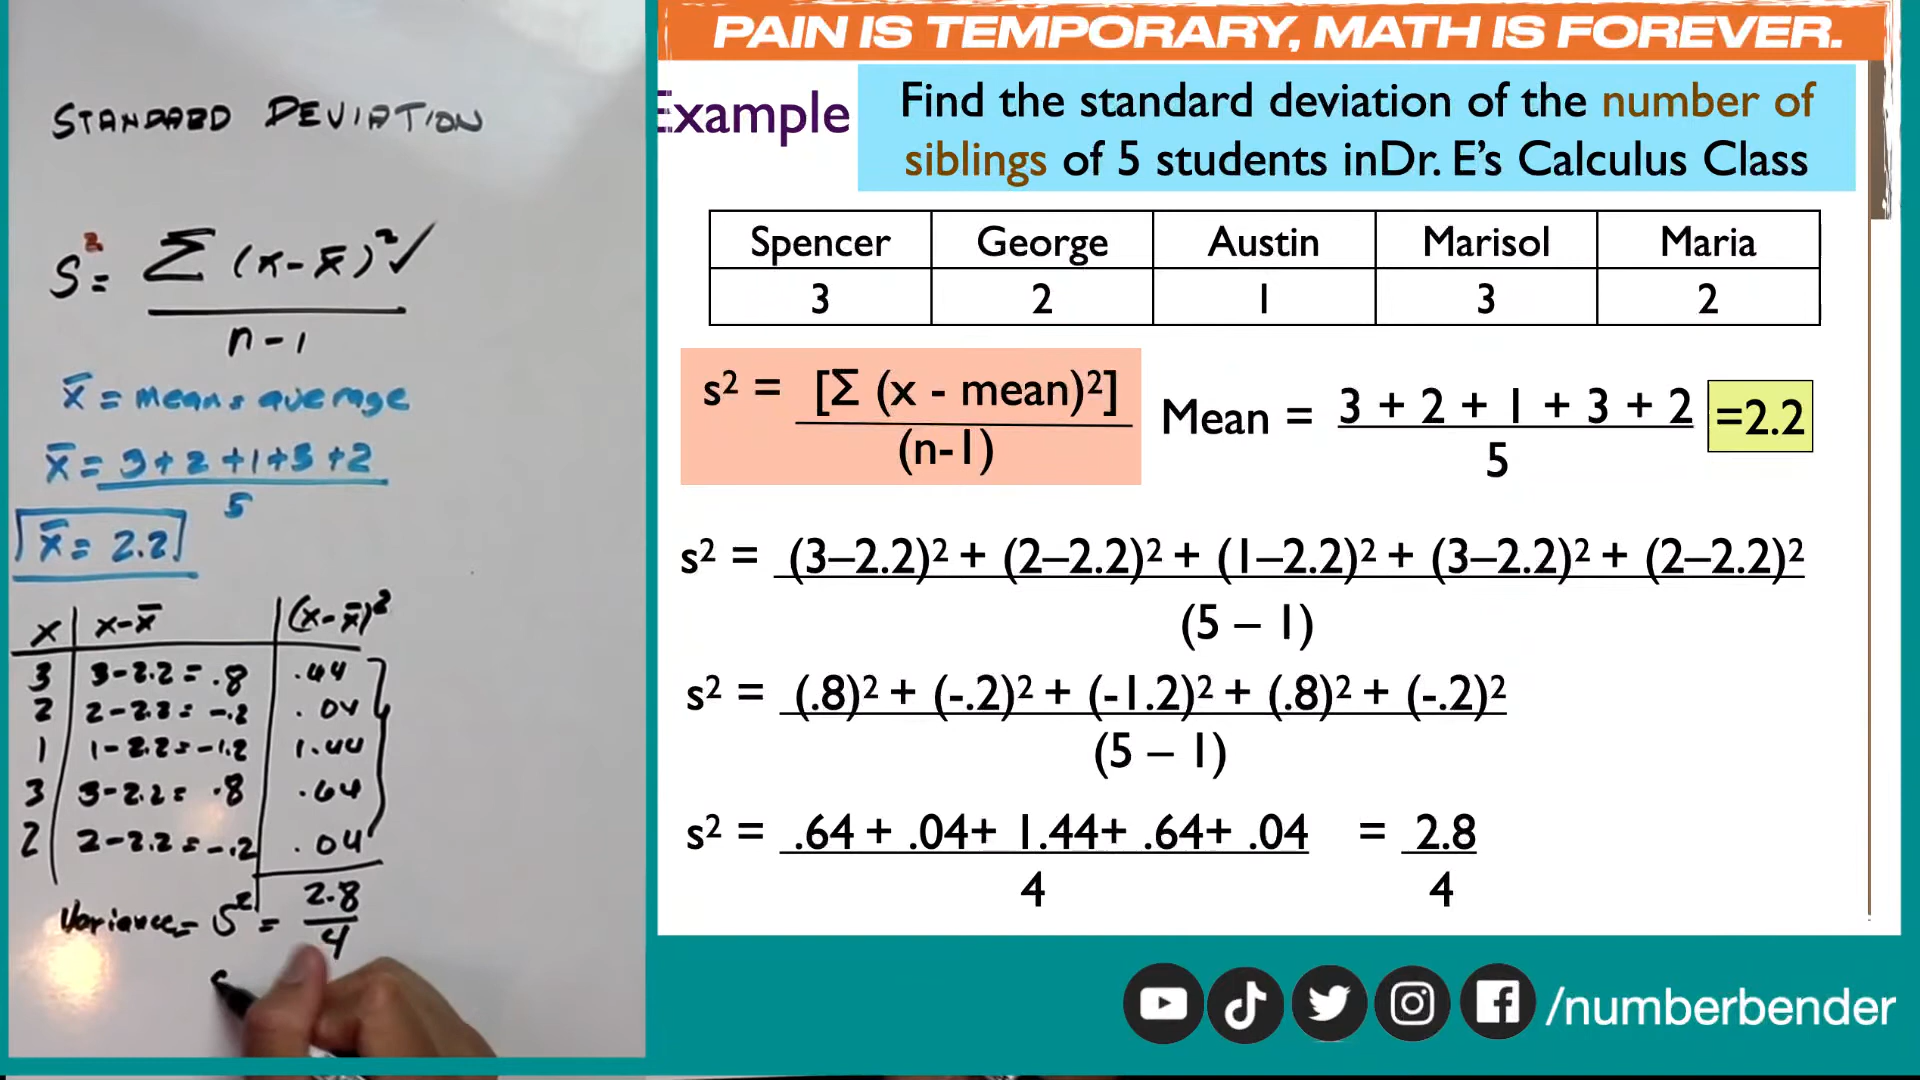 STANDARD DEVIATION
S² = Σ (x-x̄)² ✓
n-1
x̄ = mean = average
x̄ = 3+2+1+3+2
5
x̄ = 2.2
x | x-x̄ | (x-x̄)²
3 | 3-2.2 = .8 | .44
2 | 2-2.2 = -.2 | .04
1 | 1-2.2 = -1.2 | 1.44
3 | 3-2.2 = .8 | .64
2 | 2-2.2 = -.2 | .04
Variance = S² = 2.8
4
S
PAIN IS TEMPORARY, MATH IS FOREVER.
Example
Find the standard deviation of the number of
siblings of 5 students inDr. E's Calculus Class
Spencer George Austin Marisol Maria
3 2 1 3 2
s² = [Σ (x - mean)²]
(n-1)
Mean = 3 + 2 + 1 + 3 + 2 =2.2
5
s² = (3–2.2)² + (2–2.2)² + (1–2.2)² + (3–2.2)² + (2–2.2)²
(5 – 1)
s² = (.8)² + (-.2)² + (-1.2)² + (.8)² + (-.2)²
(5 – 1)
s² = .64 + .04+ 1.44+ .64+ .04 = 2.8
4 4
/numberbender